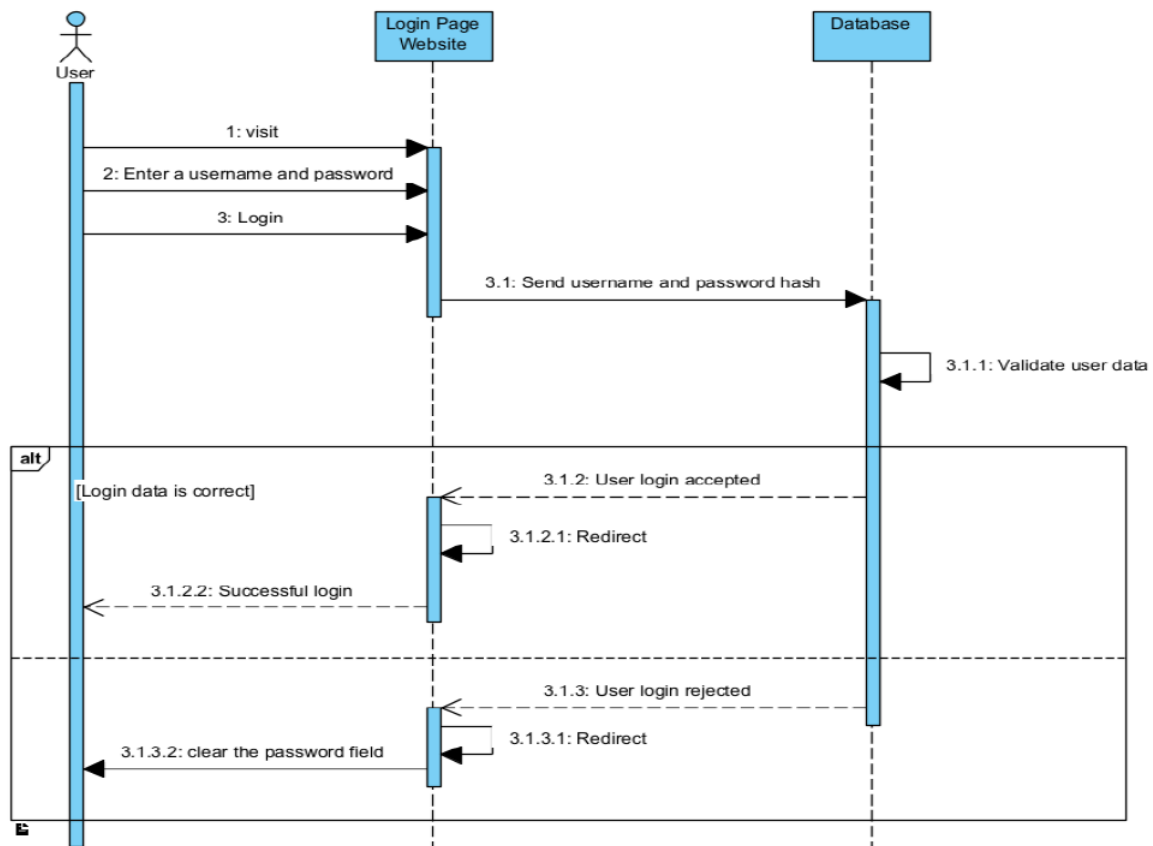 Login Page
Website
Database
User
1: visit
2: Enter a username and password
3: Login
3.1: Send username and password hash
3.1.1: Validate user data
alt
[Login data is correct]
3.1.2: User login accepted
3.1.2.1: Redirect
3.1.2.2: Successful login
3.1.3: User login rejected
3.1.3.1: Redirect
3.1.3.2: clear the password field